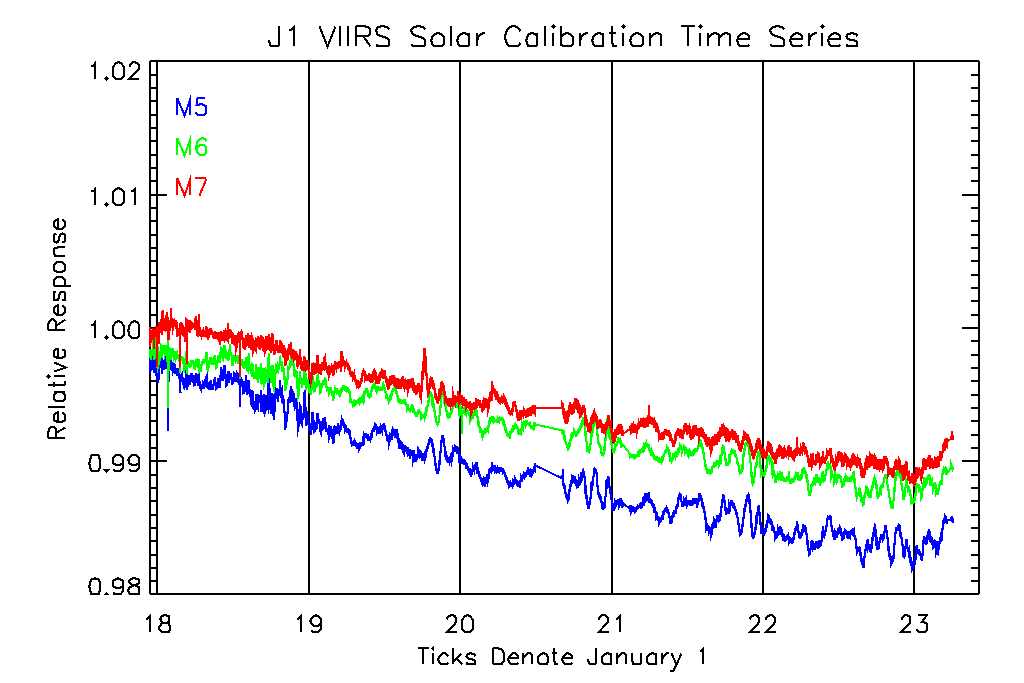 J1 VIIRS Solar Calibration Time Series
1.02
M5
M6
M7
1.01
1.00
0.99
0.98
Relative Response
18 19 20 21 22 23
Ticks Denote January 1